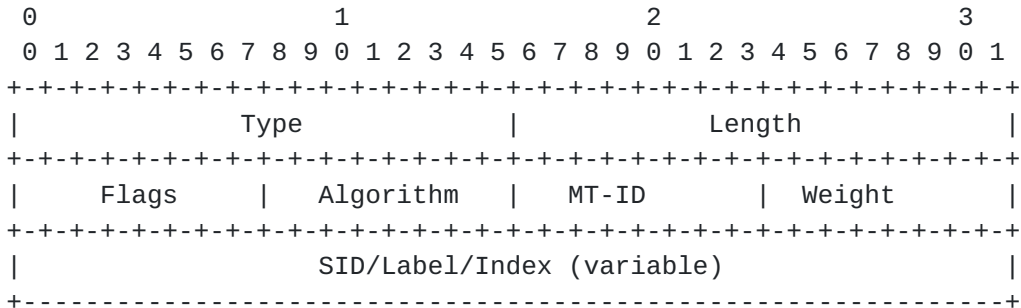 0                   1                   2                   3
 0 1 2 3 4 5 6 7 8 9 0 1 2 3 4 5 6 7 8 9 0 1 2 3 4 5 6 7 8 9 0 1
+-+-+-+-+-+-+-+-+-+-+-+-+-+-+-+-+-+-+-+-+-+-+-+-+-+-+-+-+-+-+-+-+
|              Type             |            Length             |
+-+-+-+-+-+-+-+-+-+-+-+-+-+-+-+-+-+-+-+-+-+-+-+-+-+-+-+-+-+-+-+-+
|     Flags     |   Algorithm   |   MT-ID       |  Weight       |
+-+-+-+-+-+-+-+-+-+-+-+-+-+-+-+-+-+-+-+-+-+-+-+-+-+-+-+-+-+-+-+-+
|                   SID/Label/Index (variable)                  |
+---------------------------------------------------------------+